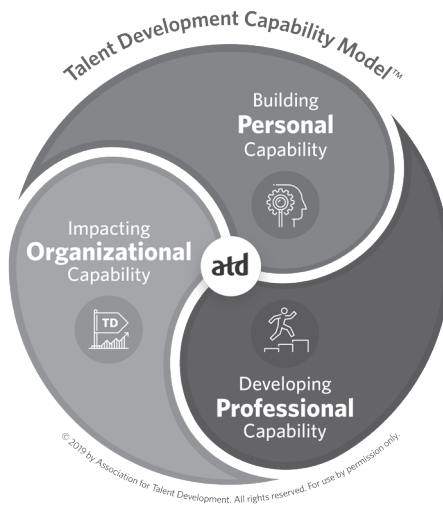 Talent Development Capability Model™
Building
Personal
Capability
Impacting
Organizational
Capability
TD
atd
Developing
Professional
Capability
© 2019 by Association for Talent Development. All rights reserved. For use by permission only.